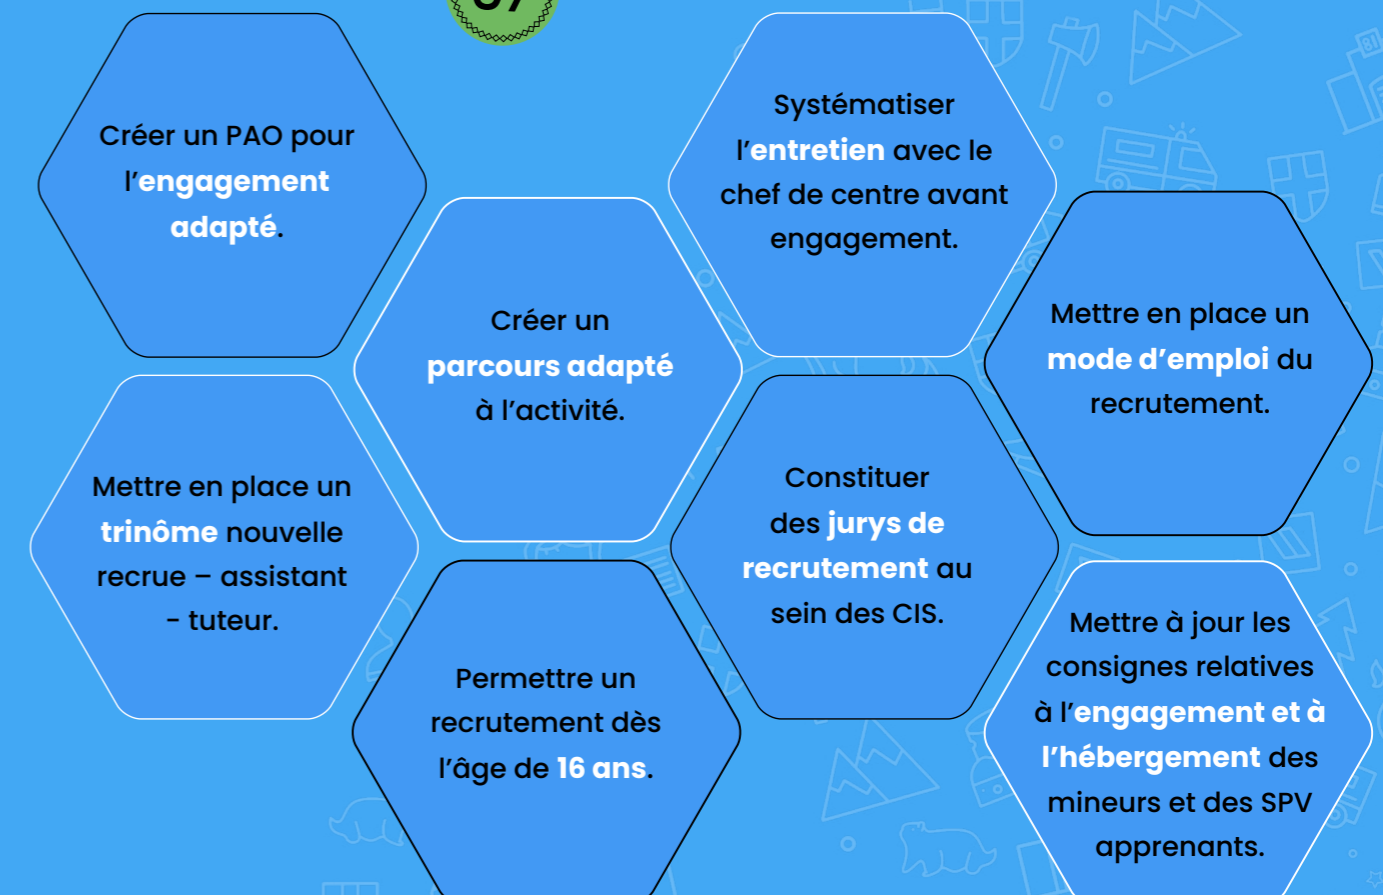 Créer un PAO pour
l’engagement
adapté.
Systématiser
l’entretien avec le
chef de centre avant
engagement.
Créer un
parcours adapté
à l’activité.
Mettre en place un
mode d’emploi du
recrutement.
Mettre en place un
trinôme nouvelle
recrue – assistant
- tuteur.
Constituer
des jurys de
recrutement au
sein des CIS.
Permettre un
recrutement dès
l’âge de 16 ans.
Mettre à jour les
consignes relatives
à l’engagement et à
l’hébergement des
mineurs et des SPV
apprenants.
81